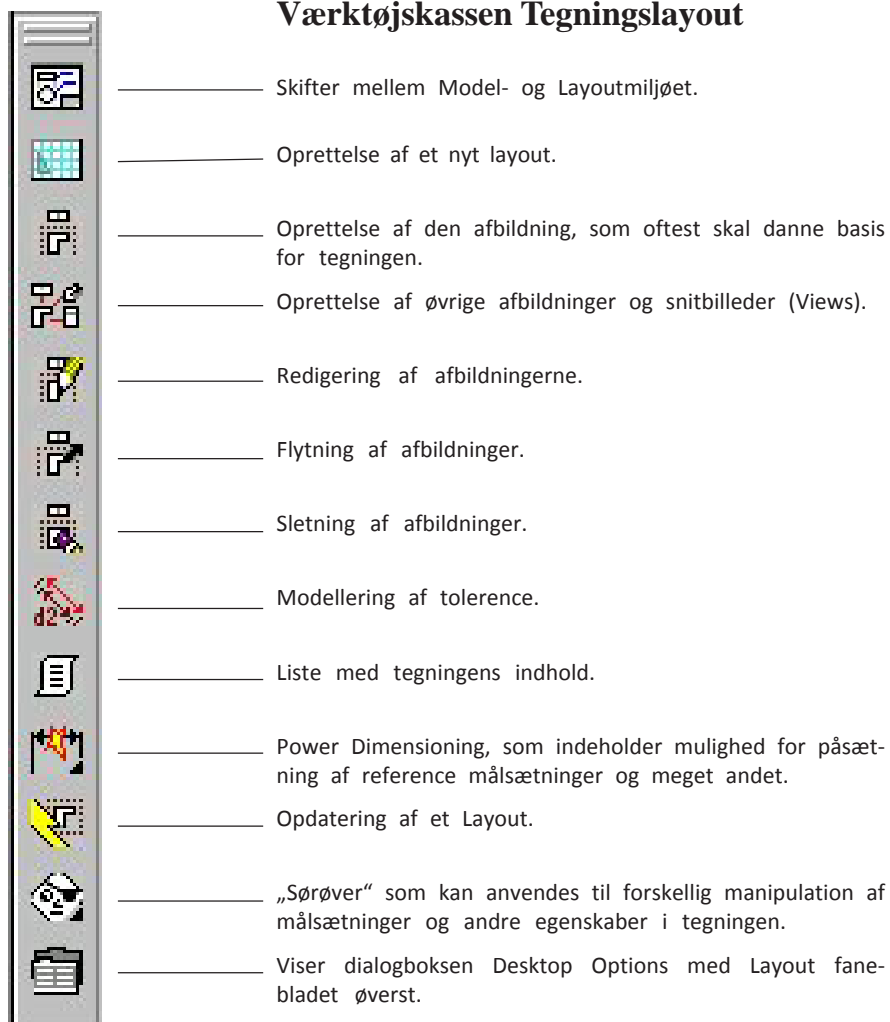 Værktøjskassen Tegningslayout
Skifter mellem Model- og Layoutmiljøet.
Oprettelse af et nyt layout.
Oprettelse af den afbildning, som oftest skal danne basis
for tegningen.
Oprettelse af øvrige afbildninger og snitbilleder (Views).
Redigering af afbildningerne.
Flytning af afbildninger.
Sletning af afbildninger.
d2
Modellering af tolerence.
Liste med tegningens indhold.
Power Dimensioning, som indeholder mulighed for påsæt-
ning af reference målsætninger og meget andet.
Opdatering af et Layout.
„Sørøver“ som kan anvendes til forskellig manipulation af
målsætninger og andre egenskaber i tegningen.
Viser dialogboksen Desktop Options med Layout fane-
bladet øverst.